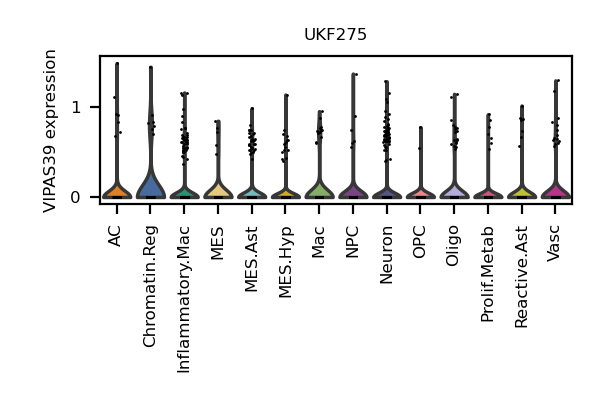 UKF275
VIPAS39 expression
1
0
AC
Chromatin.Reg
Inflammatory.Mac
MES
MES.Ast
MES.Hyp
Mac
NPC
Neuron
OPC
Oligo
Prolif.Metab
Reactive.Ast
Vasc